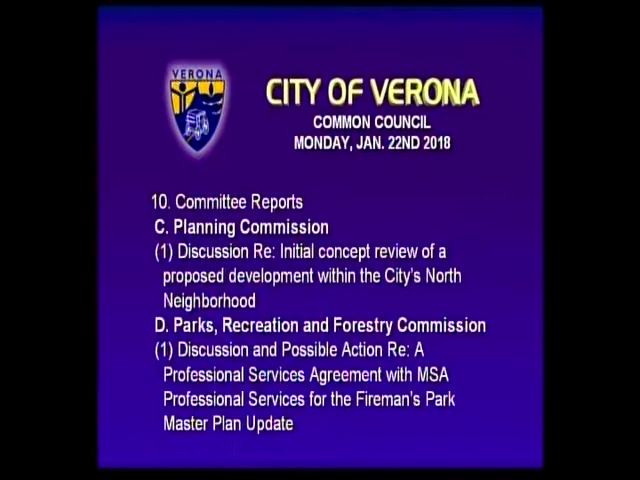 VERONA
CITY OF VERONA
COMMON COUNCIL
MONDAY, JAN. 22ND 2018
10. Committee Reports
C. Planning Commission
(1) Discussion Re: Initial concept review of a
proposed development within the City's North
Neighborhood
D. Parks, Recreation and Forestry Commission
(1) Discussion and Possible Action Re: A
Professional Services Agreement with MSA
Professional Services for the Fireman's Park
Master Plan Update